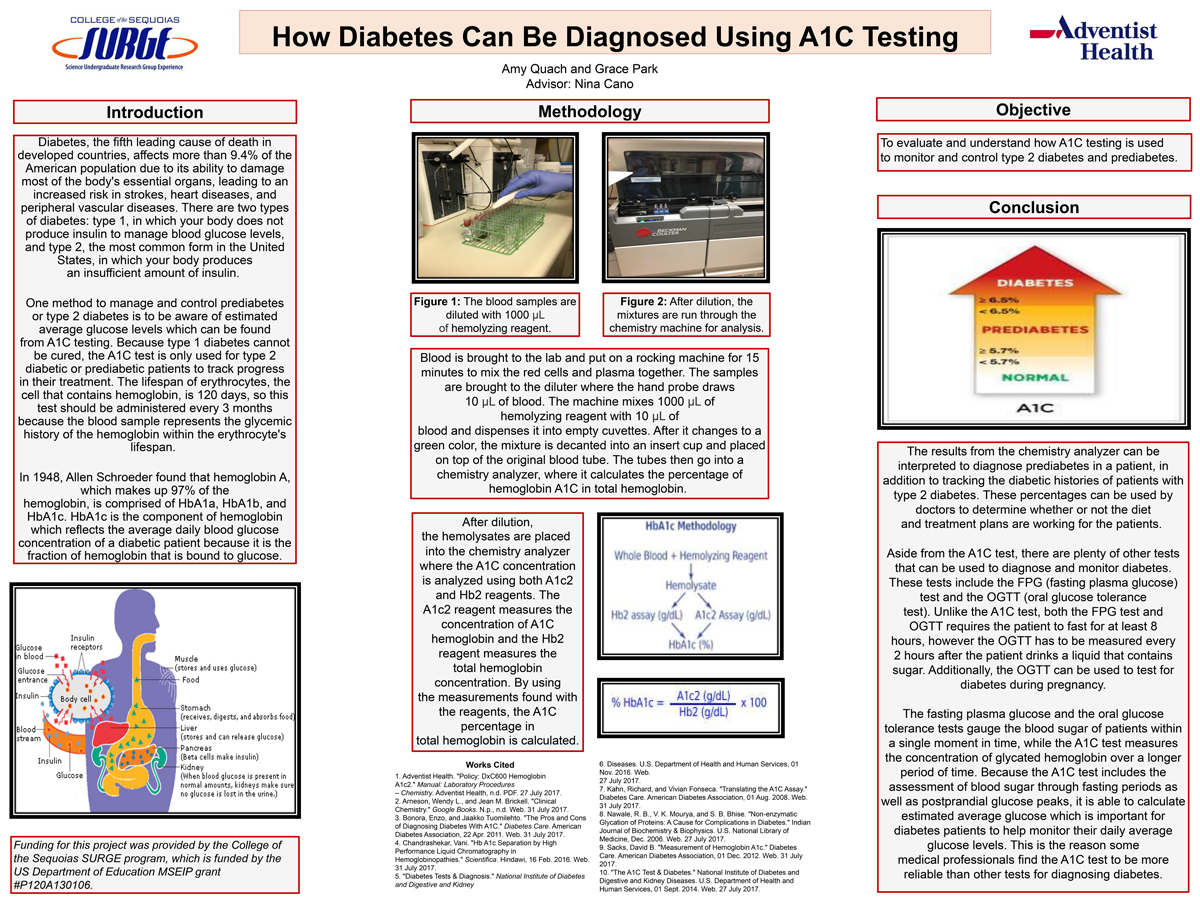 COLLEGE of the SEQUOIAS
SURGE
Science Undergraduate Research Group Experience
How Diabetes Can Be Diagnosed Using A1C Testing
Adventist
Health
Amy Quach and Grace Park
Advisor: Nina Cano
Introduction
Diabetes, the fifth leading cause of death in
developed countries, affects more than 9.4% of the
American population due to its ability to damage
most of the body's essential organs, leading to an
increased risk in strokes, heart diseases, and
peripheral vascular diseases. There are two types
of diabetes: type 1, in which your body does not
produce insulin to manage blood glucose levels,
and type 2, the most common form in the United
States, in which your body produces
an insufficient amount of insulin.
One method to manage and control prediabetes
or type 2 diabetes is to be aware of estimated
average glucose levels which can be found
from A1C testing. Because type 1 diabetes cannot
be cured, the A1C test is only used for type 2
diabetic or prediabetic patients to track progress
in their treatment. The lifespan of erythrocytes, the
cell that contains hemoglobin, is 120 days, so this
test should be administered every 3 months
because the blood sample represents the glycemic
history of the hemoglobin within the erythrocyte's
lifespan.
In 1948, Allen Schroeder found that hemoglobin A,
which makes up 97% of the
hemoglobin, is comprised of HbA1a, HbA1b, and
HbA1c. HbA1c is the component of hemoglobin
which reflects the average daily blood glucose
concentration of a diabetic patient because it is the
fraction of hemoglobin that is bound to glucose.
Insulin
receptors
Glucose
in blood
Glucose
entrance
Insulin
Body cell
Blood
stream
Insulin
Glucose
Muscle
(stores and uses glucose)
Food
Stomach
(receives, digests, and absorbs food)
Liver
(stores and can release glucose)
Pancreas
(Beta cells make insulin)
Kidney
(When blood glucose is present in
normal amounts, kidneys make sure
no glucose is lost in the urine.)
Funding for this project was provided by the College of
the Sequoias SURGE program, which is funded by the
US Department of Education MSEIP grant
#P120A130106.
Methodology
BECKMAN
COULTER
Figure 1: The blood samples are
diluted with 1000 µL
of hemolyzing reagent.
Figure 2: After dilution, the
mixtures are run through the
chemistry machine for analysis.
Blood is brought to the lab and put on a rocking machine for 15
minutes to mix the red cells and plasma together. The samples
are brought to the diluter where the hand probe draws
10 µL of blood. The machine mixes 1000 µL of
hemolyzing reagent with 10 µL of
blood and dispenses it into empty cuvettes. After it changes to a
green color, the mixture is decanted into an insert cup and placed
on top of the original blood tube. The tubes then go into a
chemistry analyzer, where it calculates the percentage of
hemoglobin A1C in total hemoglobin.
After dilution,
the hemolysates are placed
into the chemistry analyzer
where the A1C concentration
is analyzed using both A1c2
and Hb2 reagents. The
A1c2 reagent measures the
concentration of A1C
hemoglobin and the Hb2
reagent measures the
total hemoglobin
concentration. By using
the measurements found with
the reagents, the A1C
percentage in
total hemoglobin is calculated.
HbA1c Methodology
Whole Blood + Hemolyzing Reagent
Hemolysate
Hb2 assay (g/dL) A1c2 Assay (g/dL)
HbA1c (%)
% HbA1c = A1c2 (g/dL) x 100
Hb2 (g/dL)
Works Cited
1. Adventist Health. "Policy: DxC600 Hemoglobin
A1c2." Manual: Laboratory Procedures
– Chemistry. Adventist Health, n.d. PDF. 27 July 2017.
2. Arneson, Wendy L., and Jean M. Brickell. "Clinical
Chemistry." Google Books. N.p., n.d. Web. 31 July 2017.
3. Bonora, Enzo, and Jaakko Tuomilehto. "The Pros and Cons
of Diagnosing Diabetes With A1C." Diabetes Care. American
Diabetes Association, 22 Apr. 2011. Web. 31 July 2017.
4. Chandrashekar, Vani. "Hb A1c Separation by High
Performance Liquid Chromatography in
Hemoglobinopathies." Scientifica. Hindawi, 16 Feb. 2016. Web.
31 July 2017.
5. "Diabetes Tests & Diagnosis." National Institute of Diabetes
and Digestive and Kidney
6. Diseases. U.S. Department of Health and Human Services, 01
Nov. 2016. Web.
27 July 2017.
7. Kahn, Richard, and Vivian Fonseca. "Translating the A1C Assay."
Diabetes Care. American Diabetes Association, 01 Aug. 2008. Web.
31 July 2017.
8. Nawale, R. B., V. K. Mourya, and S. B. Bhise. "Non-enzymatic
Glycation of Proteins: A Cause for Complications in Diabetes." Indian
Journal of Biochemistry & Biophysics. U.S. National Library of
Medicine, Dec. 2006. Web. 27 July 2017.
9. Sacks, David B. "Measurement of Hemoglobin A1c." Diabetes
Care. American Diabetes Association, 01 Dec. 2012. Web. 31 July
2017.
10. "The A1C Test & Diabetes." National Institute of Diabetes and
Digestive and Kidney Diseases. U.S. Department of Health and
Human Services, 01 Sept. 2014. Web. 27 July 2017.
Objective
To evaluate and understand how A1C testing is used
to monitor and control type 2 diabetes and prediabetes.
Conclusion
DIABETES
≥ 6.5%
< 6.5%
PREDIABETES
≥ 5.7%
< 5.7%
NORMAL
A1C
The results from the chemistry analyzer can be
interpreted to diagnose prediabetes in a patient, in
addition to tracking the diabetic histories of patients with
type 2 diabetes. These percentages can be used by
doctors to determine whether or not the diet
and treatment plans are working for the patients.
Aside from the A1C test, there are plenty of other tests
that can be used to diagnose and monitor diabetes.
These tests include the FPG (fasting plasma glucose)
test and the OGTT (oral glucose tolerance
test). Unlike the A1C test, both the FPG test and
OGTT requires the patient to fast for at least 8
hours, however the OGTT has to be measured every
2 hours after the patient drinks a liquid that contains
sugar. Additionally, the OGTT can be used to test for
diabetes during pregnancy.
The fasting plasma glucose and the oral glucose
tolerance tests gauge the blood sugar of patients within
a single moment in time, while the A1C test measures
the concentration of glycated hemoglobin over a longer
period of time. Because the A1C test includes the
assessment of blood sugar through fasting periods as
well as postprandial glucose peaks, it is able to calculate
estimated average glucose which is important for
diabetes patients to help monitor their daily average
glucose levels. This is the reason some
medical professionals find the A1C test to be more
reliable than other tests for diagnosing diabetes.